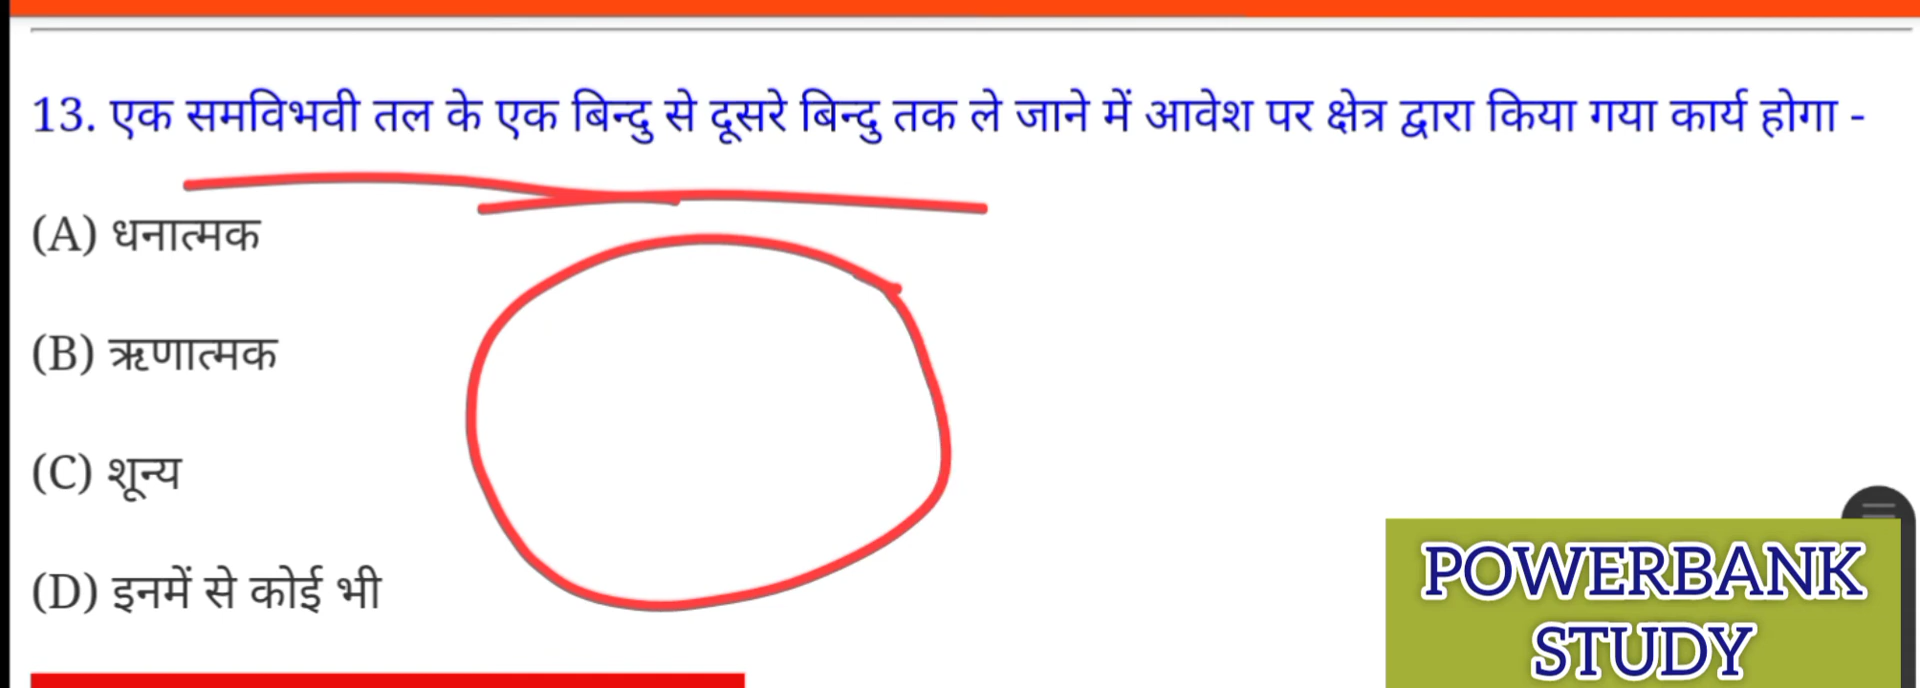 13. एक समविभवी तल के एक बिन्दु से दूसरे बिन्दु तक ले जाने में आवेश पर क्षेत्र द्वारा किया गया कार्य होगा -
(A) धनात्मक
(B) ऋणात्मक
(C) शून्य
(D) इनमें से कोई भी
POWERBANK
STUDY